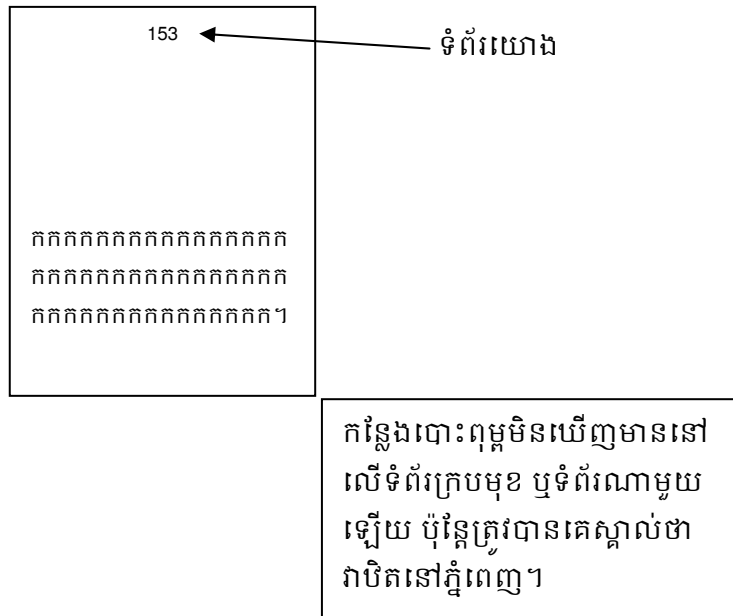 153
ទំព័រយោង
កកកកកកកកកកកកកកកក
កកកកកកកកកកកកកកកក
កកកកកកកកកកកកកកក។
កន្លែងបោះពុម្ពមិនឃើញមាននៅ
លើទំព័រក្របមុខ ឬទំព័រណាមួយ
ឡើយ ប៉ុន្តែត្រូវបានគេស្គាល់ថា
វាឋិតនៅភ្នំពេញ។